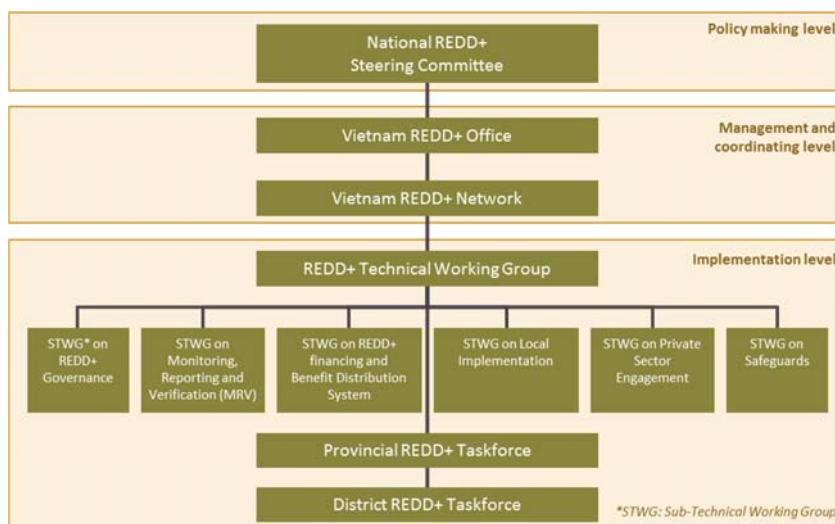 Policy making level
National REDD+
Steering Committee
Management and
coordinating level
Vietnam REDD+ Office
Vietnam REDD+ Network
Implementation level
REDD+ Technical Working Group
STWG* on
REDD+
Governance
STWG on
Monitoring,
Reporting and
Verification (MRV)
STWG on REDD+
financing and
Benefit Distribution
System
STWG on Local
Implementation
STWG on Private
Sector
Engagement
STWG on
Safeguards
Provincial REDD+ Taskforce
District REDD+ Taskforce
*STWG: Sub-Technical Working Group